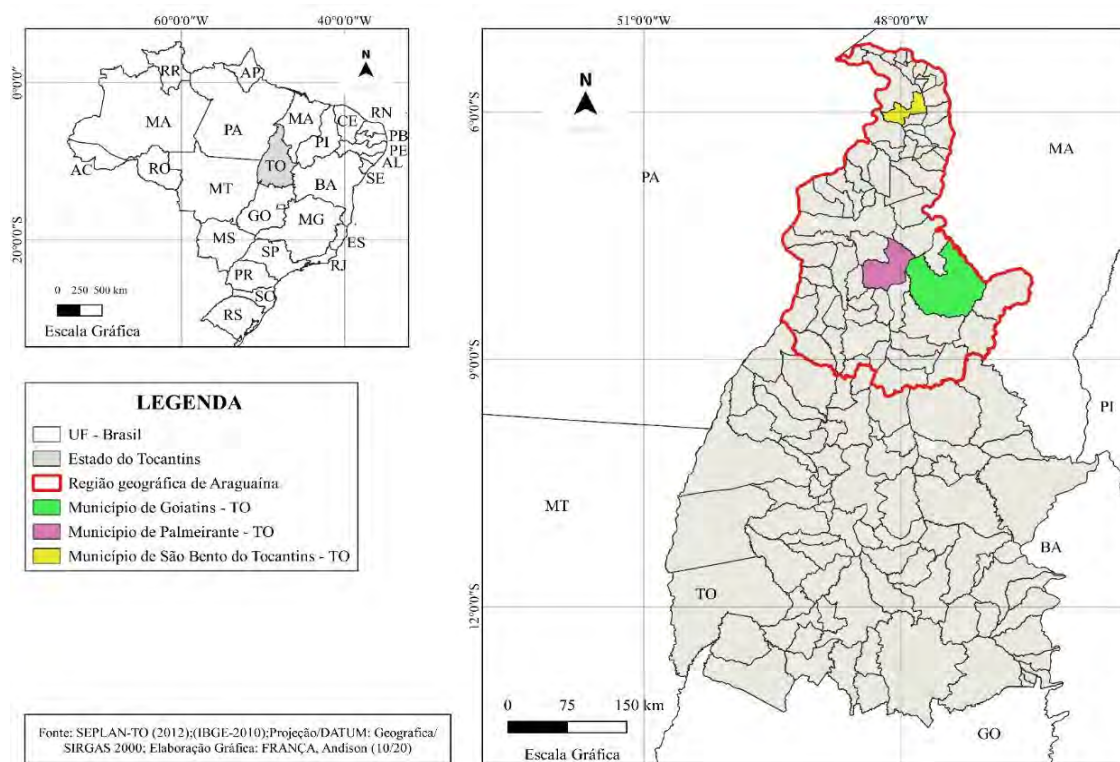 60°0'0"W
40°0'0"W
0°0'0"
20°0'0"S
N
RR
AP
MA
PA
MA
CE
RN
PB
PE
AL
SE
PI
TO
AC
RO
MT
BA
GO
MG
ES
MS
SP
RJ
PR
SC
RS
0 250 500 km
Escala Gráfica
LEGENDA
UF - Brasil
Estado do Tocantins
Região geográfica de Araguaína
Município de Goiatins - TO
Município de Palmeirante - TO
Município de São Bento do Tocantins - TO
Fonte: SEPLAN-TO (2012);(IBGE-2010);Projeção/DATUM: Geografica/
SIRGAS 2000; Elaboração Gráfica: FRANÇA, Andison (10/20)
51°0'0"W
48°0'0"W
6°0'0"S
9°0'0"S
12°0'0"S
N
PA
MA
PI
MT
BA
TO
GO
0 75 150 km
Escala Gráfica